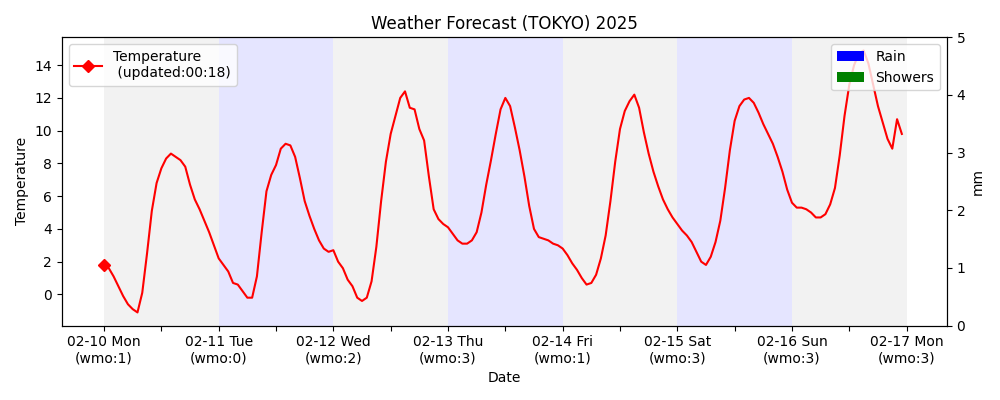 Weather Forecast (TOKYO) 2025
Temperature
(updated:00:18)
Rain
Showers
Temperature
14
12
10
8
6
4
2
0
5
4
3
2
1
0
mm
02-10 Mon
(wmo:1)
02-11 Tue
(wmo:0)
02-12 Wed
(wmo:2)
02-13 Thu
(wmo:3)
02-14 Fri
(wmo:1)
02-15 Sat
(wmo:3)
02-16 Sun
(wmo:3)
02-17 Mon
(wmo:3)
Date